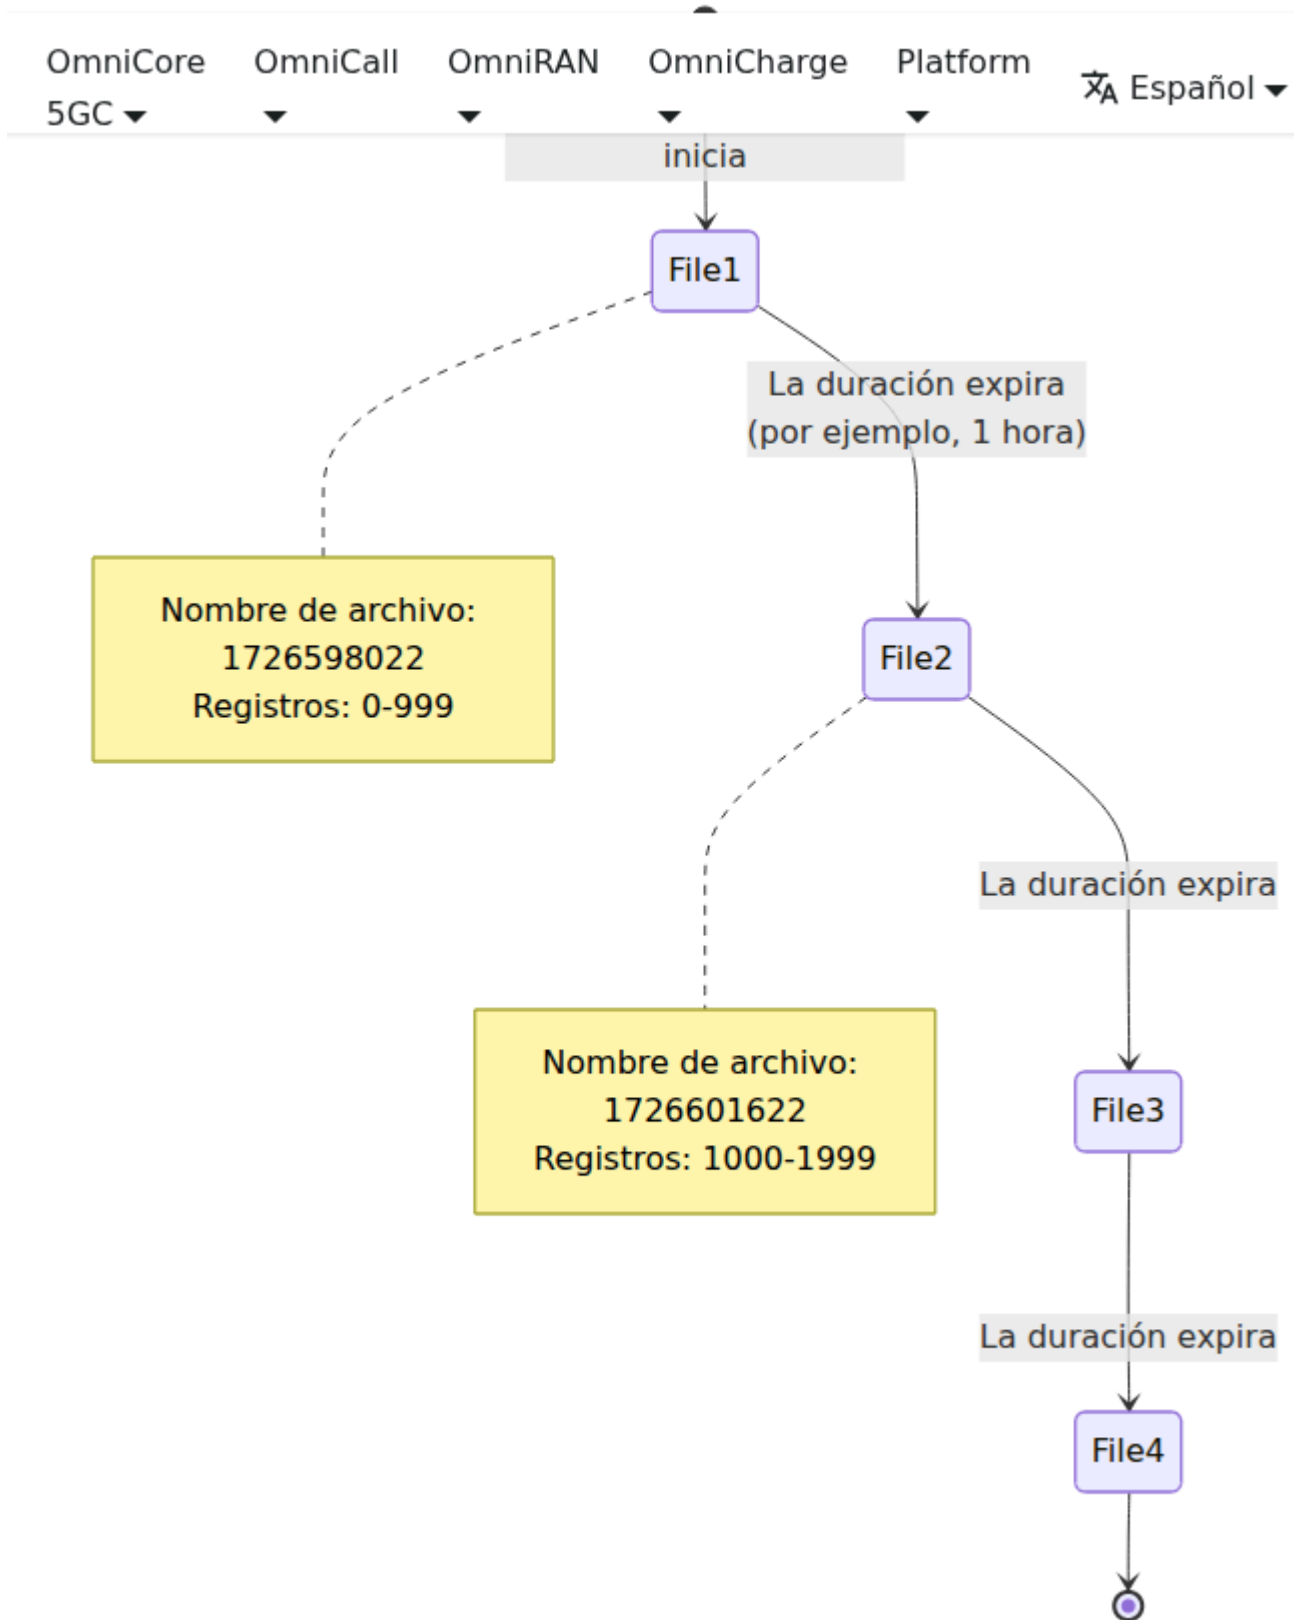 OmniCore
5GC
OmniCall
OmniRAN
OmniCharge
Platform
Español
inicia
File1
La duración expira
(por ejemplo, 1 hora)
Nombre de archivo:
1726598022
Registros: 0-999
File2
La duración expira
Nombre de archivo:
1726601622
Registros: 1000-1999
File3
La duración expira
File4